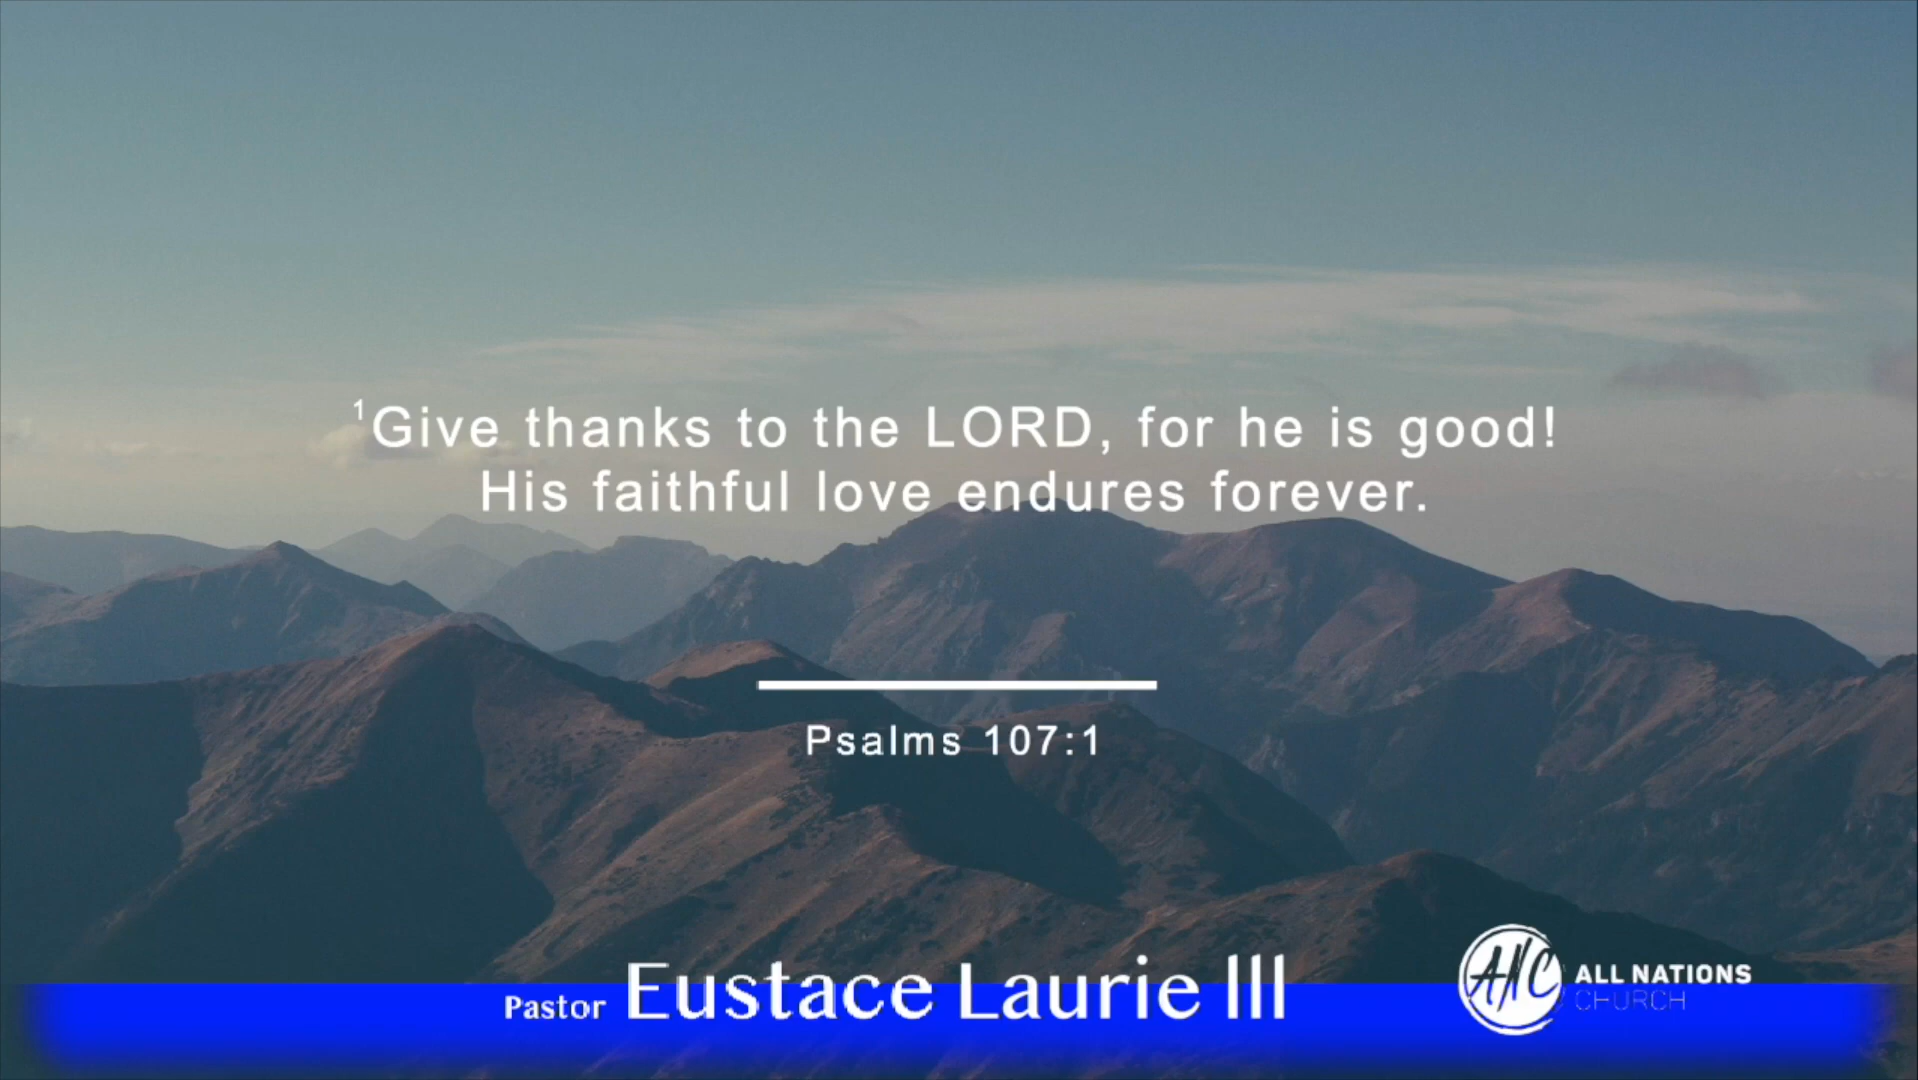 ¹Give thanks to the LORD, for he is good!
His faithful love endures forever.
Psalms 107:1
Pastor Eustace Laurie III
AHC ALL NATIONS
CHURCH